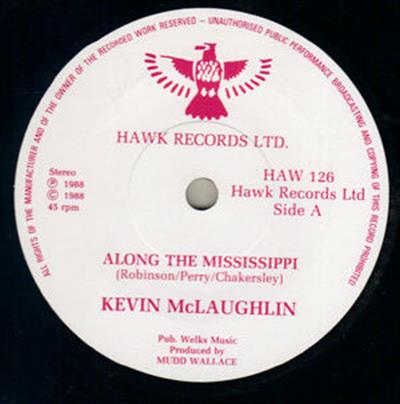 ALL RIGHTS OF THE MANUFACTURER AND OF THE OWNER OF THE RECORDED WORK RESERVED – UNAUTHORISED PUBLIC PERFORMANCE BROADCASTING AND COPYING OF THIS RECORD PROHIBITED
HAWK RECORDS LTD.
Stereo
Ⓟ 1988
© 1988
45 rpm
HAW 126
Hawk Records Ltd
Side A
ALONG THE MISSISSIPPI
(Robinson/Perry/Chakersley)
KEVIN McLAUGHLIN
Pub. Welks Music
Produced by
MUDD WALLACE